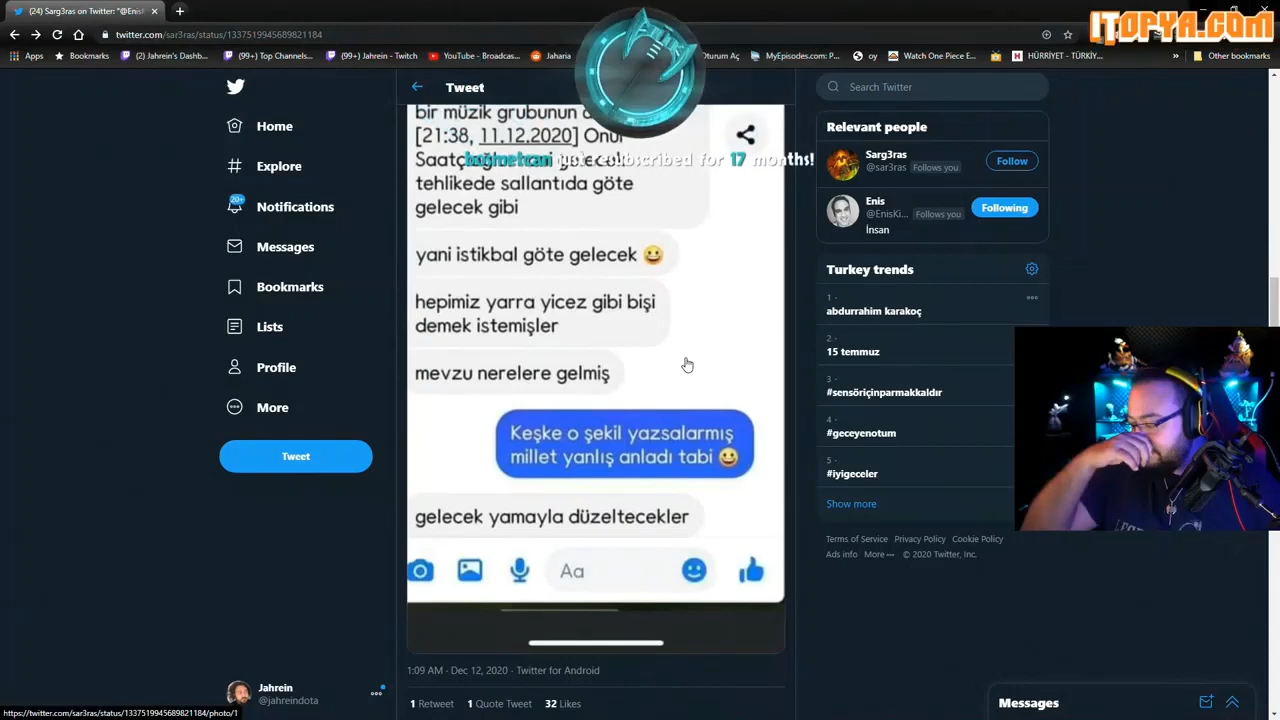 (24) Sarg3ras on Twitter: "@Enis
ITOPYA.COM
twitter.com/sar3ras/status/1337519945689821184
Apps
Bookmarks
(2) Jahrein's Dashb...
(99+) Top Channels...
(99+) Jahrein - Twitch
YouTube - Broadcas...
Reddit
Jaharia
Oturum Aç
MyEpisodes.com: P...
oy
Watch One Piece E...
HÜRRİYET - TÜRKİY...
Other bookmarks
Home
Explore
20+
Notifications
Messages
Bookmarks
Lists
Profile
More
Tweet
Jahrein
@jahreindota
Tweet
bir müzik grubunun
[21:38, 11.12.2020] Onur
just resubscribed for 17 months!
tehlikede sallantıda göte
gelecek gibi
yani istikbal göte gelecek 😀
hepimiz yarra yicez gibi bişi
demek istemişler
mevzu nerelere gelmiş
Keşke o şekil yazsalarmış
millet yanlış anladı tabi 😀
gelecek yamayla düzeltecekler
Aa
1:09 AM · Dec 12, 2020 · Twitter for Android
1 Retweet 1 Quote Tweet 32 Likes
Search Twitter
Relevant people
Sarg3ras
@sar3ras Follows you
Follow
Enis
@EnisKi... Follows you
Following
İnsan
Turkey trends
1
abdurrahim karakoç
2
15 temmuz
3
#sensöriçinparmakkaldır
4
#geceyenotum
5
#iyigeceler
Show more
Terms of Service Privacy Policy Cookie Policy
Ads info More ··· © 2020 Twitter, Inc.
Messages
https://twitter.com/sar3ras/status/1337519945689821184/photo/1